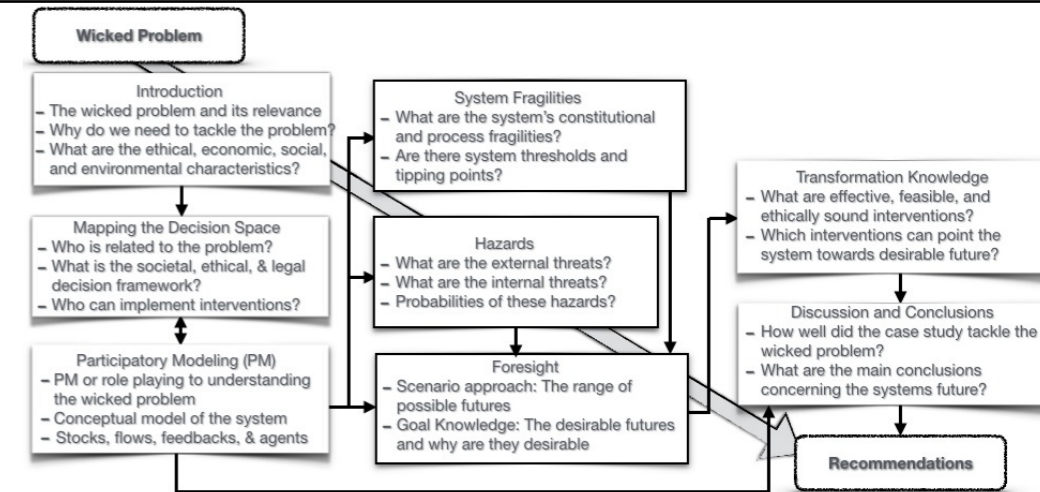 Wicked Problem
Introduction
– The wicked problem and its relevance
– Why do we need to tackle the problem?
– What are the ethical, economic, social,
and environmental characteristics?
Mapping the Decision Space
– Who is related to the problem?
– What is the societal, ethical, & legal
decision framework?
– Who can implement interventions?
Participatory Modeling (PM)
– PM or role playing to understanding
the wicked problem
– Conceptual model of the system
– Stocks, flows, feedbacks, & agents
System Fragilities
– What are the system's constitutional
and process fragilities?
– Are there system thresholds and
tipping points?
Hazards
– What are the external threats?
– What are the internal threats?
– Probabilities of these hazards?
Foresight
– Scenario approach: The range of
possible futures
– Goal Knowledge: The desirable futures
and why are they desirable
Transformation Knowledge
– What are effective, feasible, and
ethically sound interventions?
– Which interventions can point the
system towards desirable future?
Discussion and Conclusions
– How well did the case study tackle the
wicked problem?
– What are the main conclusions
concerning the systems future?
Recommendations